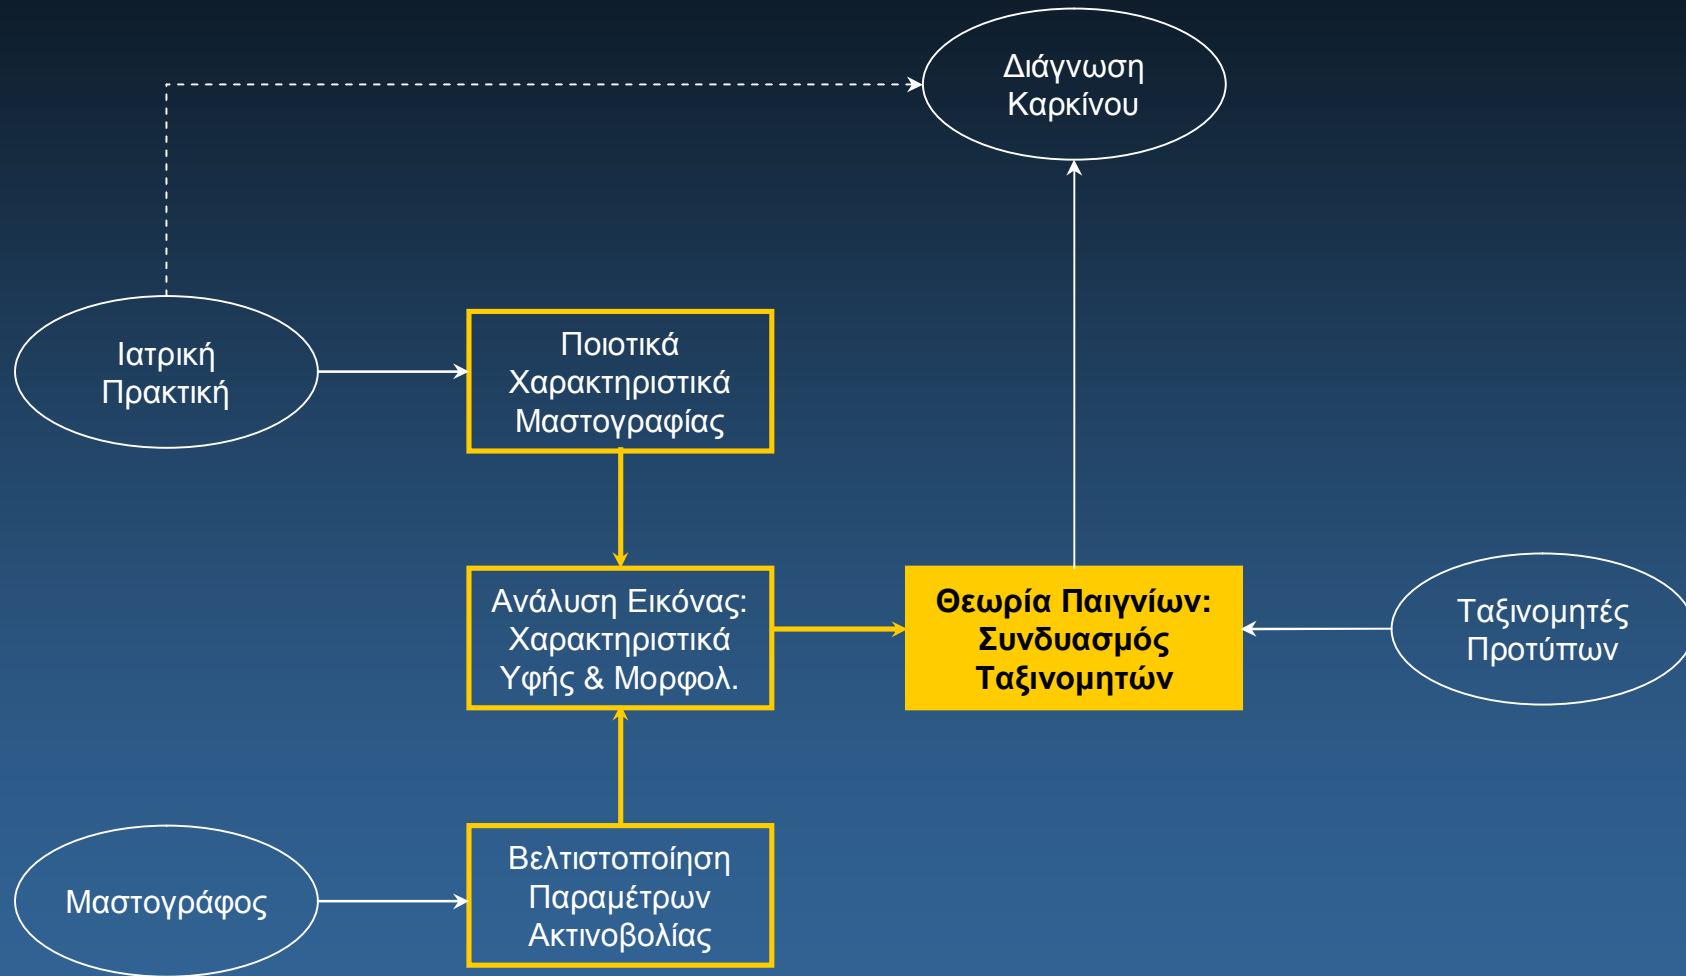 Διάγνωση
Καρκίνου
Ιατρική
Πρακτική
Ποιοτικά
Χαρακτηριστικά
Μαστογραφίας
Ανάλυση Εικόνας:
Χαρακτηριστικά
Υφής & Μορφολ.
Θεωρία Παιγνίων:
Συνδυασμός
Ταξινομητών
Ταξινομητές
Προτύπων
Μαστογράφος
Βελτιστοποίηση
Παραμέτρων
Ακτινοβολίας